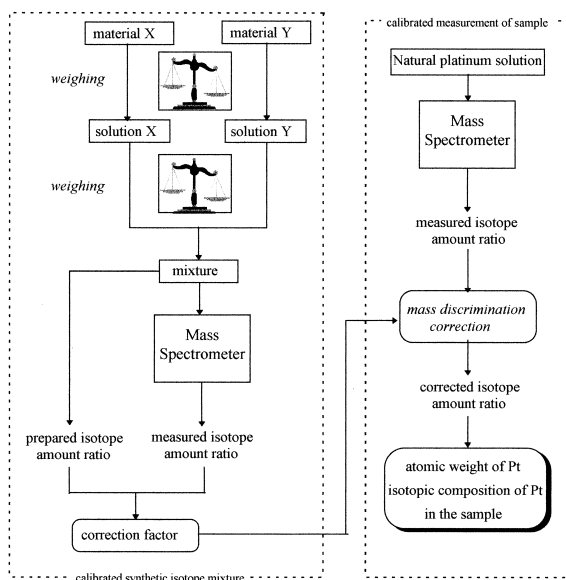 material X
material Y
weighing
solution X
solution Y
weighing
mixture
Mass
Spectrometer
prepared isotope
amount ratio
measured isotope
amount ratio
correction factor
calibrated synthetic isotope mixture
calibrated measurement of sample
Natural platinum solution
Mass
Spectrometer
measured isotope
amount ratio
mass discrimination
correction
corrected isotope
amount ratio
atomic weight of Pt
isotopic composition of Pt
in the sample